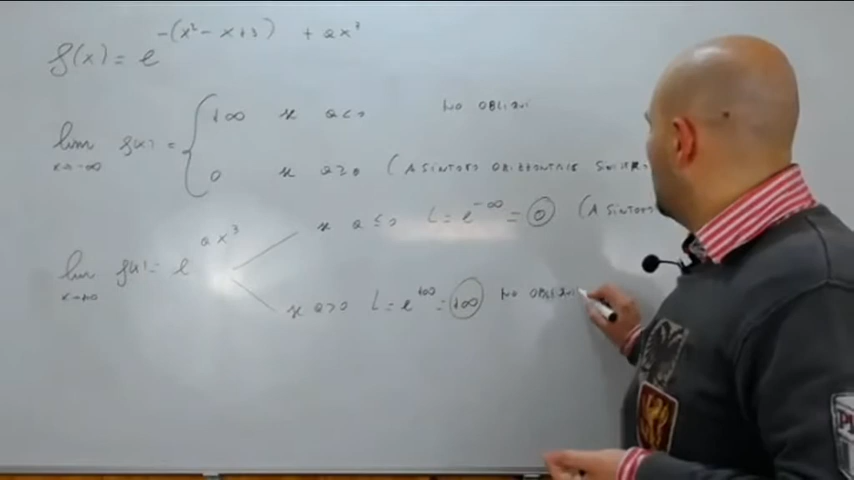 f(x) = e^{-(x²-x+3) + ax³}
lim x→-∞ f(x) = { +∞ se a<0 NO OBLIQUI
0 se a≥0 (ASINTOTO ORIZZONTALE
se a≤0 L = e^{-∞} = 0 (ASINTOTO
lim x→+∞ f(x) = e^{ax³}
se a>0 L = e^{+∞} = +∞ NO OBLIQUI